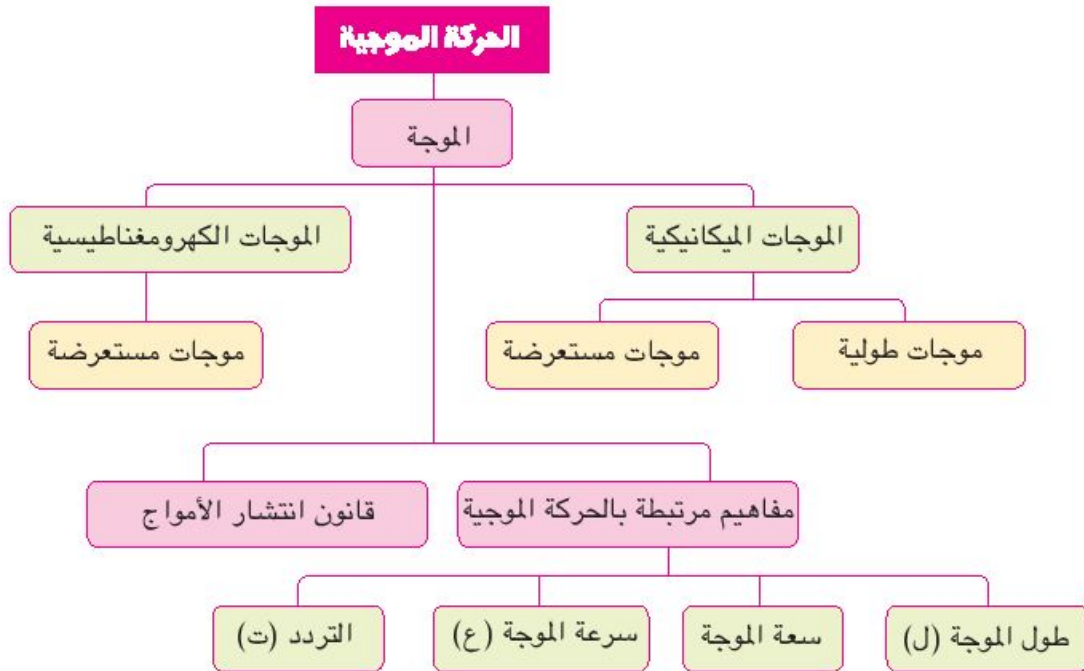 الحركة الموجية
الموجة
الموجات الميكانيكية
الموجات الكهرومغناطيسية
موجات طولية
موجات مستعرضة
موجات مستعرضة
مفاهيم مرتبطة بالحركة الموجية
قانون انتشار الأمواج
طول الموجة (ل)
سعة الموجة
سرعة الموجة (ع)
التردد (ت)